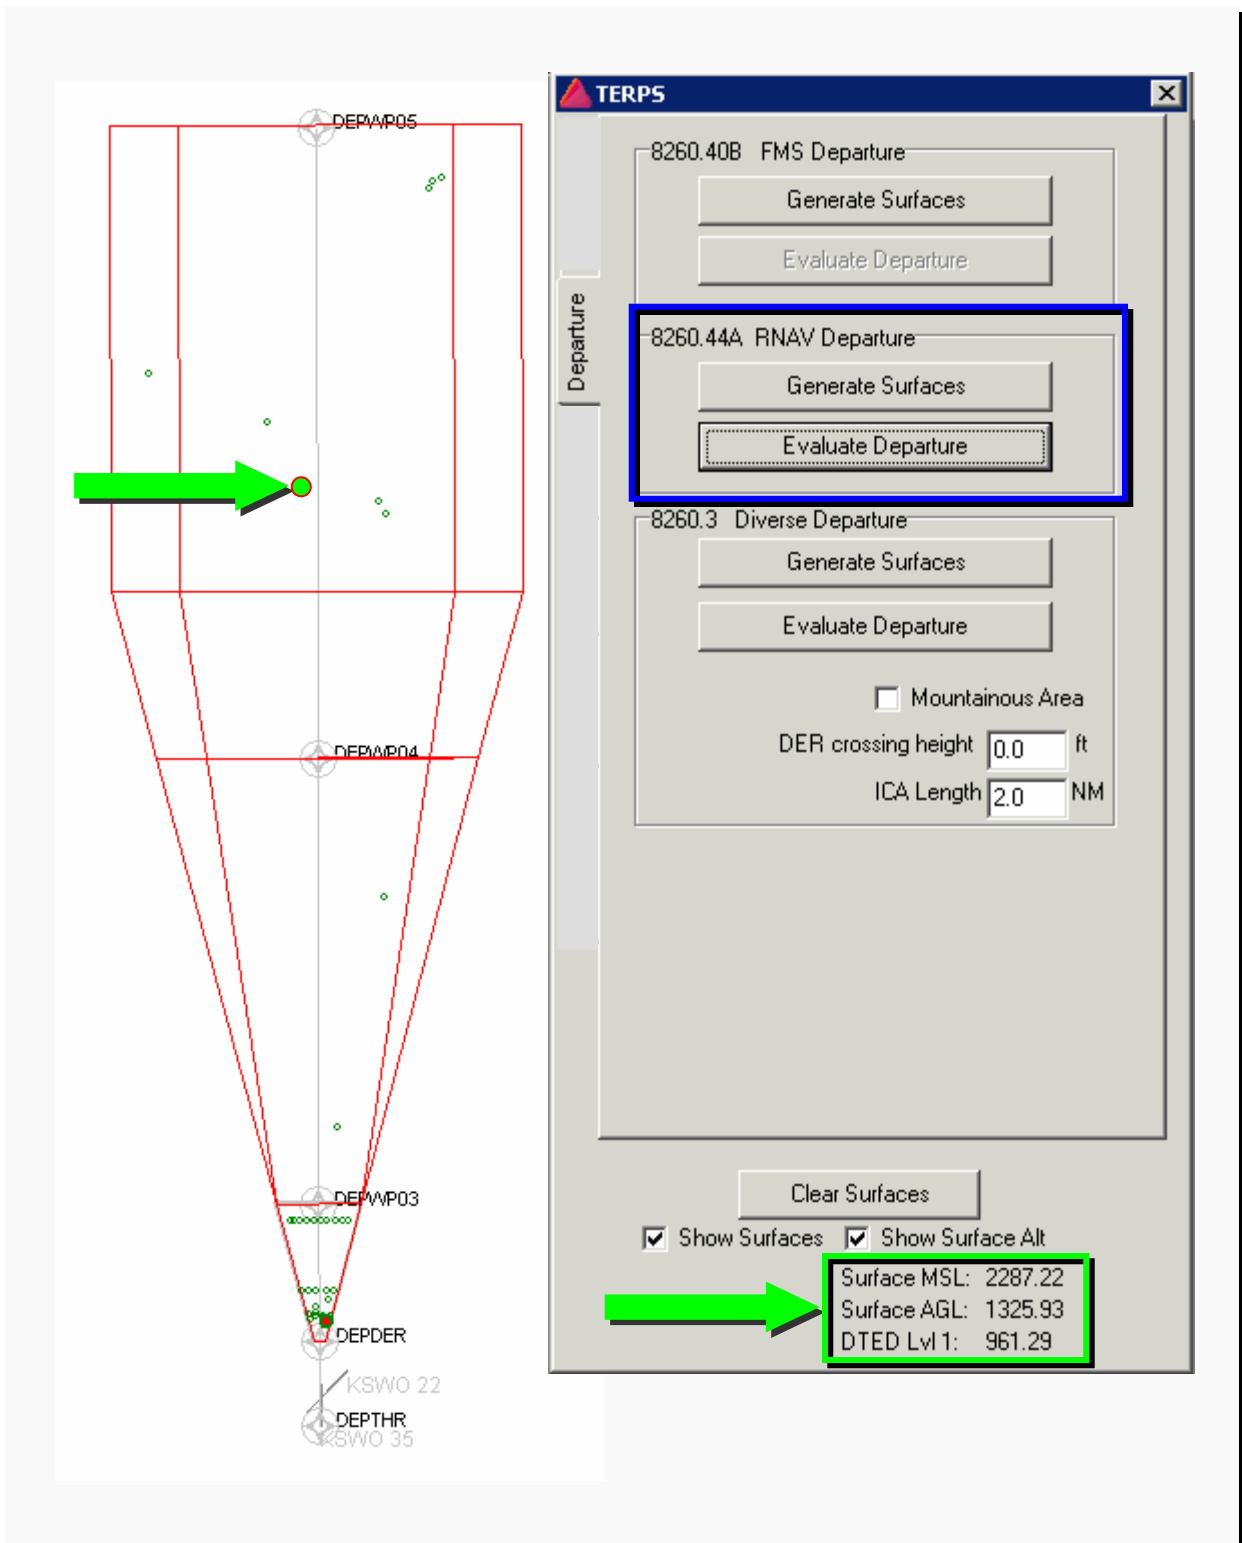 DEPWP05
DEPWP04
DEPWP03
DEPDER
KSWO 22
DEPTHR
KSWO 35
TERPS
Departure
8260.40B FMS Departure
Generate Surfaces
Evaluate Departure
8260.44A RNAV Departure
Generate Surfaces
Evaluate Departure
8260.3 Diverse Departure
Generate Surfaces
Evaluate Departure
Mountainous Area
DER crossing height 0.0 ft
ICA Length 2.0 NM
Clear Surfaces
Show Surfaces Show Surface Alt
Surface MSL: 2287.22
Surface AGL: 1325.93
DTED Lvl 1: 961.29